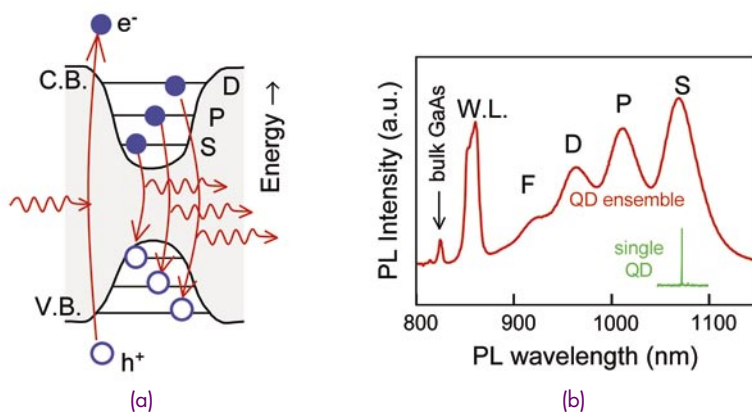 e-
C.B.
D
P
S
Energy →
V.B.
h+
(a)
PL Intensity (a.u.)
bulk GaAs
W.L.
F
D
P
S
QD ensemble
single
QD
800
900
1000
1100
PL wavelength (nm)
(b)